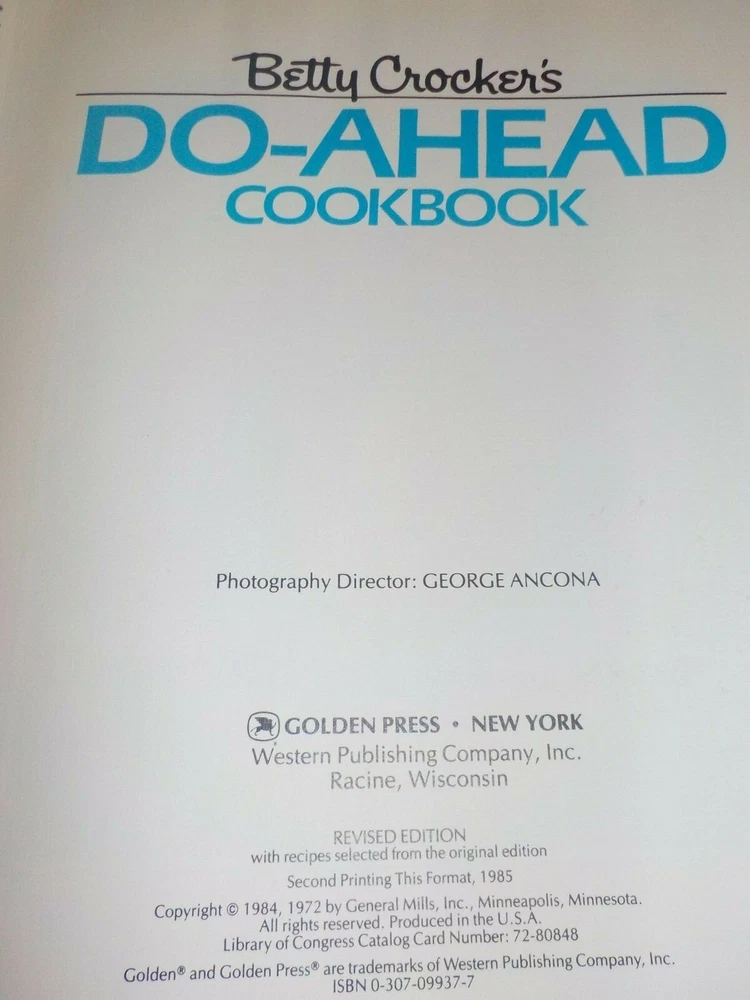 Betty Crocker's
DO-AHEAD
COOKBOOK
Photography Director: GEORGE ANCONA
GOLDEN PRESS • NEW YORK
Western Publishing Company, Inc.
Racine, Wisconsin
REVISED EDITION
with recipes selected from the original edition
Second Printing This Format, 1985
Copyright © 1984, 1972 by General Mills, Inc., Minneapolis, Minnesota.
All rights reserved. Produced in the U.S.A.
Library of Congress Catalog Card Number: 72-80848
Golden® and Golden Press® are trademarks of Western Publishing Company, Inc.
ISBN 0-307-09937-7